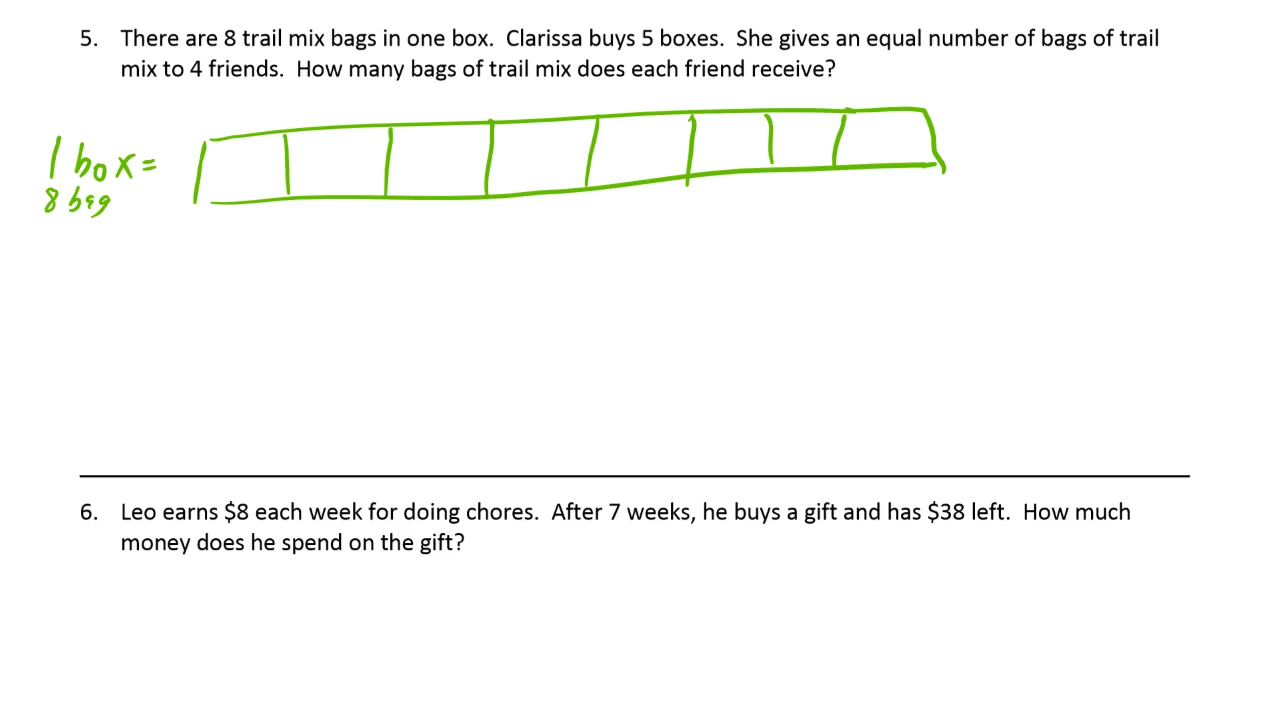 5. There are 8 trail mix bags in one box. Clarissa buys 5 boxes. She gives an equal number of bags of trail
mix to 4 friends. How many bags of trail mix does each friend receive?
1 box =
8 bag
6. Leo earns $8 each week for doing chores. After 7 weeks, he buys a gift and has $38 left. How much
money does he spend on the gift?